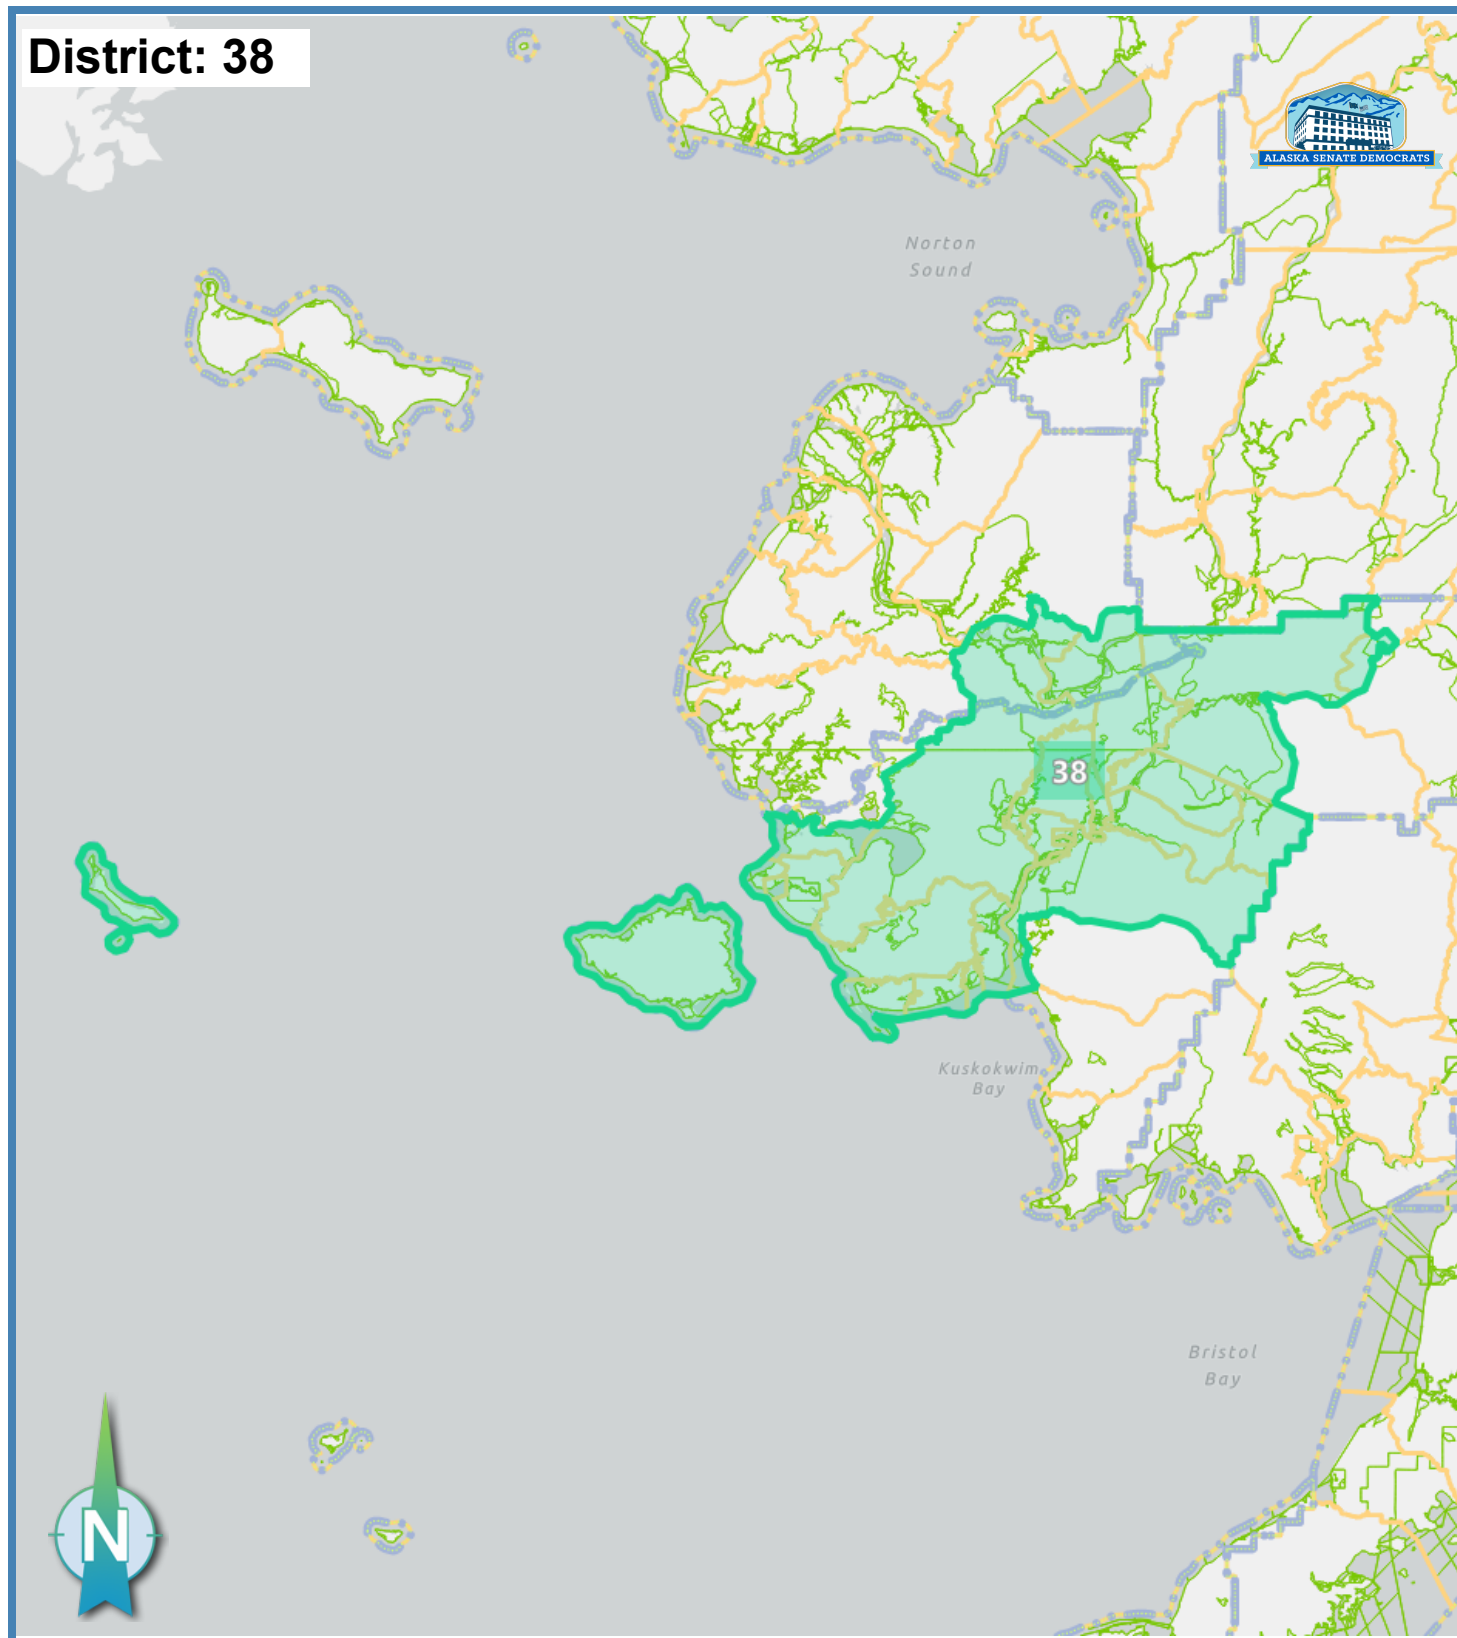 District: 38
ALASKA SENATE DEMOCRATS
Norton
Sound
38
Kuskokwim
Bay
Bristol
Bay
N